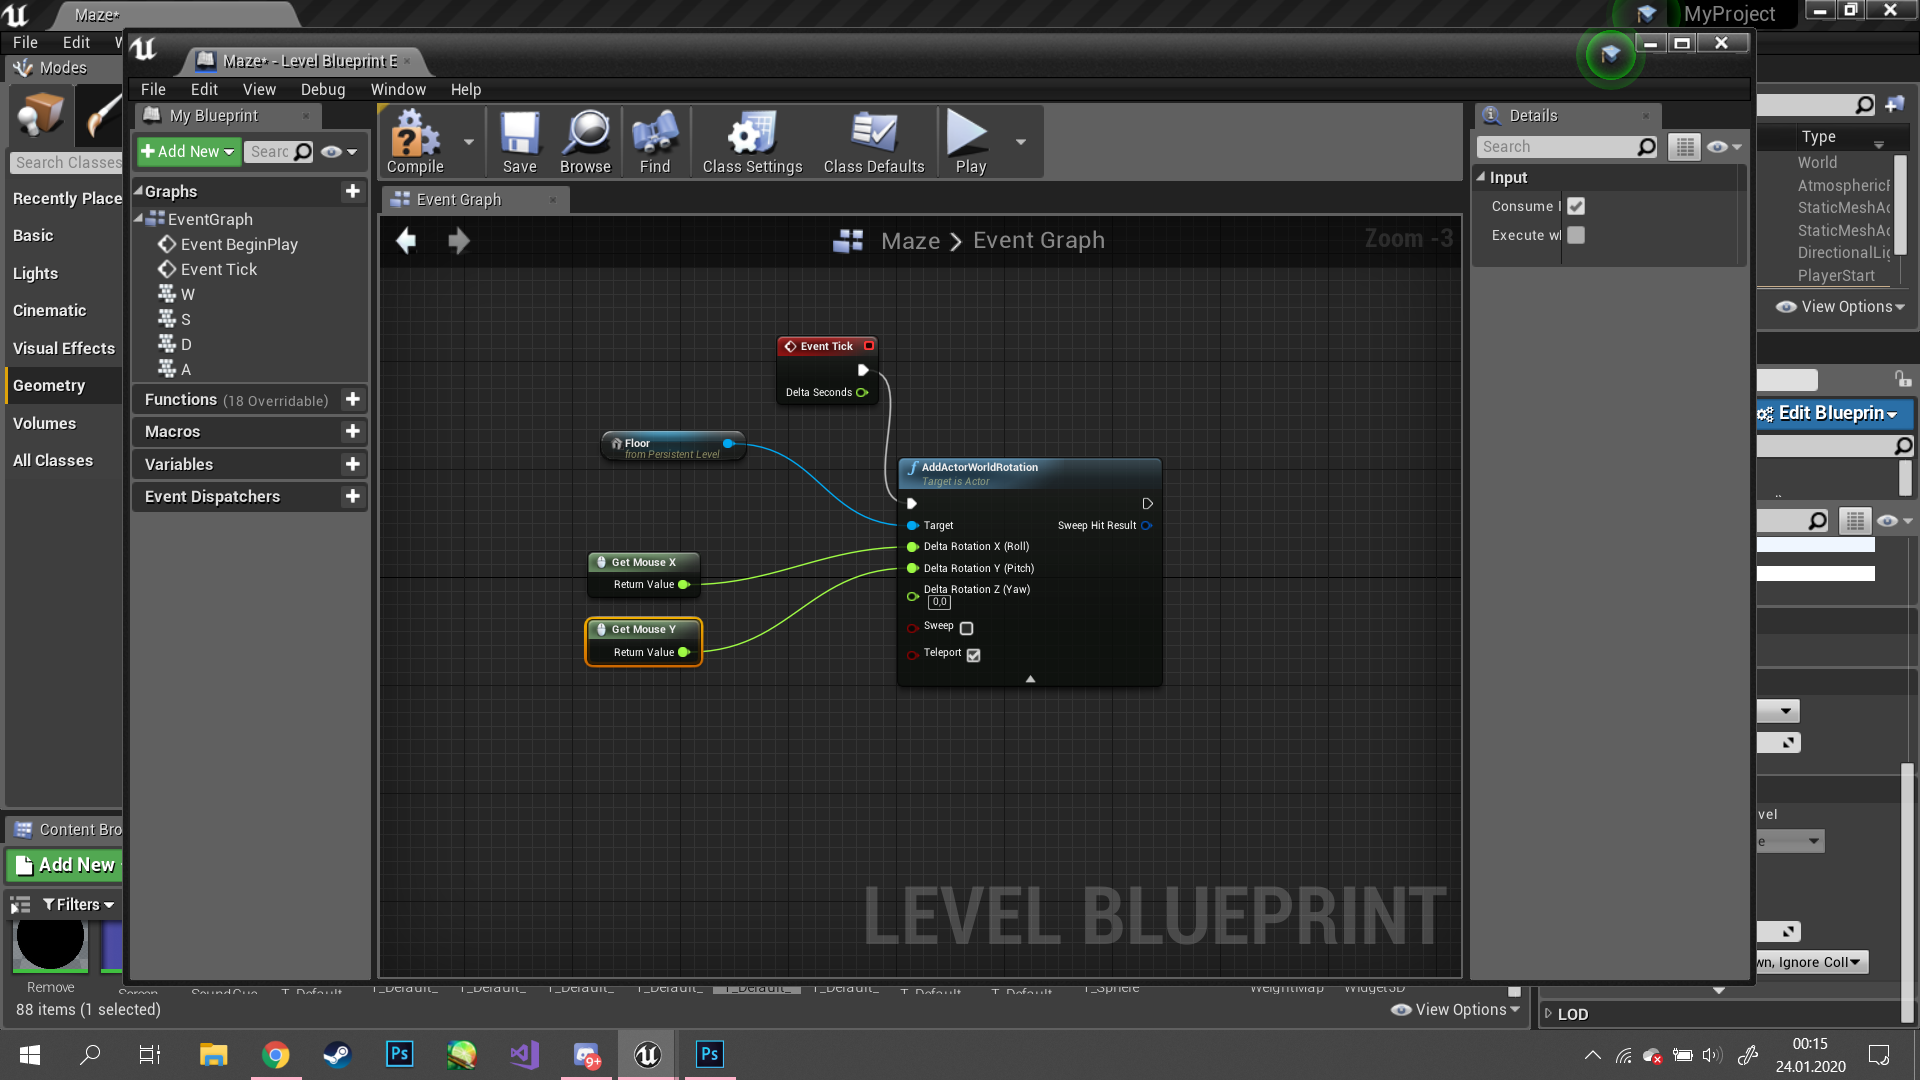 Maze*
MyProject
File
Edit
Maze* - Level Blueprint E
Modes
File Edit View Debug Window Help
My Blueprint
Details
Add New
Searc
Compile
Save
Browse
Find
Class Settings
Class Defaults
Play
Search
Search Classes
Type
Graphs
EventGraph
Event BeginPlay
Event Tick
W
S
D
A
Functions (18 Overridable)
Macros
Variables
Event Dispatchers
Recently Place
Basic
Lights
Cinematic
Visual Effects
Geometry
Volumes
All Classes
Event Graph
Maze > Event Graph
Zoom -3
Input
Consume I
Execute wl
World
AtmosphericF
StaticMeshAc
StaticMeshAc
DirectionalLig
PlayerStart
View Options
Edit Blueprin
Event Tick
Delta Seconds
Floor
from Persistent Level
AddActorWorldRotation
Target is Actor
Target
Sweep Hit Result
Delta Rotation X (Roll)
Delta Rotation Y (Pitch)
Delta Rotation Z (Yaw)
0,0
Sweep
Teleport
Get Mouse X
Return Value
Get Mouse Y
Return Value
LEVEL BLUEPRINT
Content Bro
Add New
Filters
Remove
88 items (1 selected)
View Options
vel
e
wn, Ignore Coll
LOD
Ps
9+
Ps
00:15
24.01.2020